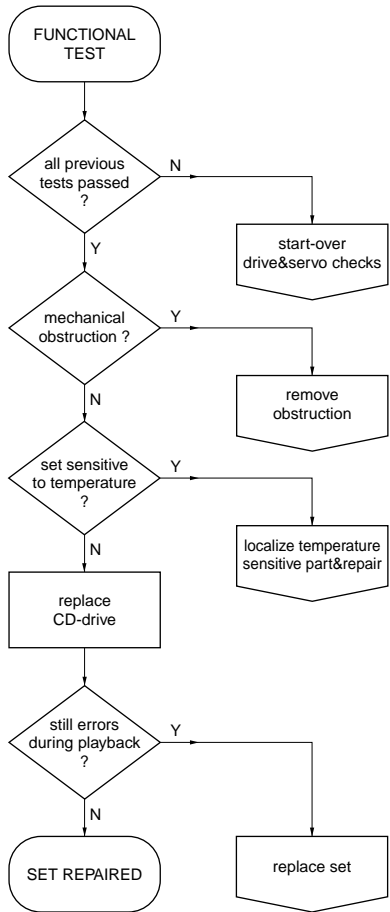 FUNCTIONAL
TEST
all previous
tests passed
?
N
Y
start-over
drive&servo checks
mechanical
obstruction ?
Y
N
remove
obstruction
set sensitive
to temperature
?
Y
N
localize temperature
sensitive part&repair
replace
CD-drive
still errors
during playback
?
Y
N
SET REPAIRED
replace set